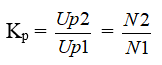 Kp = Up2/Up1 = N2/N1